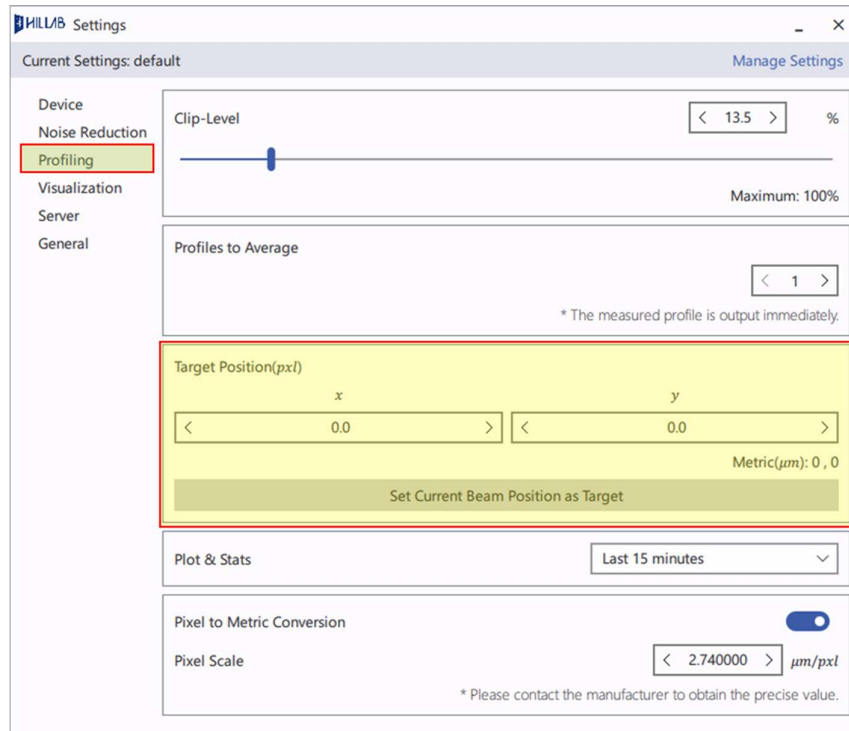 HILLAB Settings
Current Settings: default Manage Settings
Device
Noise Reduction
Profiling
Visualization
Server
General
Clip-Level 13.5 %
Maximum: 100%
Profiles to Average
1
* The measured profile is output immediately.
Target Position(pxl)
x y
0.0 0.0
Metric(μm): 0 , 0
Set Current Beam Position as Target
Plot & Stats Last 15 minutes
Pixel to Metric Conversion
Pixel Scale 2.740000 μm/pxl
* Please contact the manufacturer to obtain the precise value.